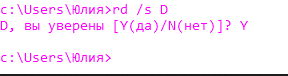 c:\Users\Юлия>rd /s D
D, вы уверены [Y(да)/N(нет)]? Y
c:\Users\Юлия>